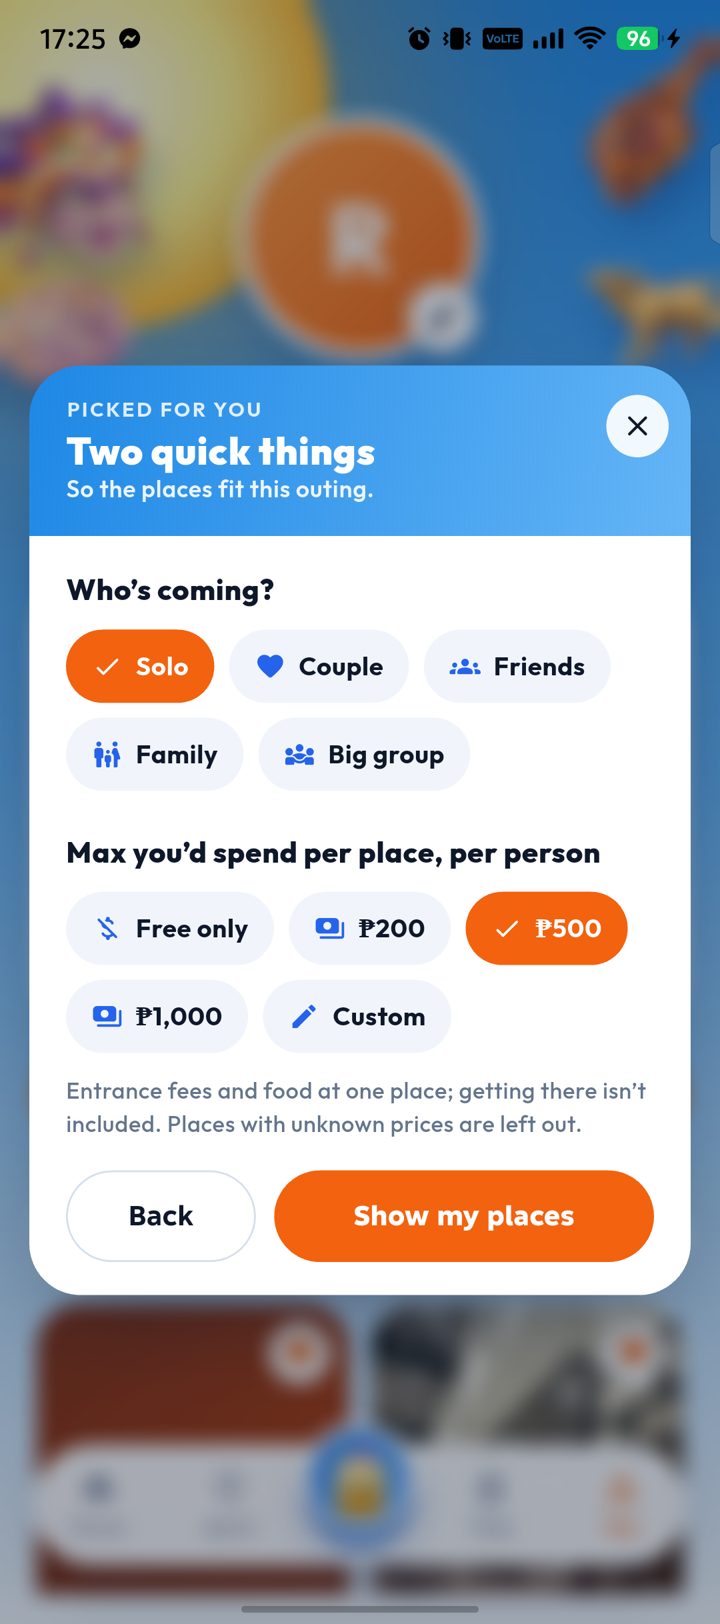 17:25
VoLTE
96
R
PICKED FOR YOU
Two quick things
So the places fit this outing.
Who’s coming?
Solo Couple Friends
Family Big group
Max you’d spend per place, per person
Free only ₱200 ₱500
₱1,000 Custom
Entrance fees and food at one place; getting there isn’t
included. Places with unknown prices are left out.
Back Show my places